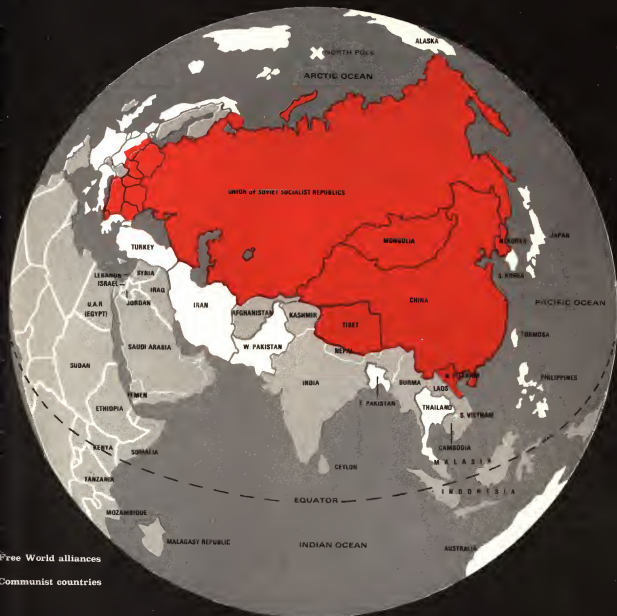 ALASKA
NORTH POLE
ARCTIC OCEAN
UNION OF SOVIET SOCIALIST REPUBLICS
MONGOLIA
N. KOREA
JAPAN
S. KOREA
TURKEY
CHINA
PACIFIC OCEAN
LEBANON
SYRIA
ISRAEL
IRAQ
JORDAN
IRAN
AFGHANISTAN
KASHMIR
TIBET
U.A.R
(EGYPT)
W. PAKISTAN
NEPAL
FORMOSA
SAUDI ARABIA
SUDAN
INDIA
BURMA
LAOS
PHILIPPINES
E. PAKISTAN
THAILAND
S. VIETNAM
YEMEN
ETHIOPIA
CAMBODIA
KENYA
SOMALIA
CEYLON
MALASIA
TANZANIA
EQUATOR
INDONISIA
MOZAMBIQUE
MALAGASY REPUBLIC
INDIAN OCEAN
AUSTRALIA
Free World alliances
Communist countries